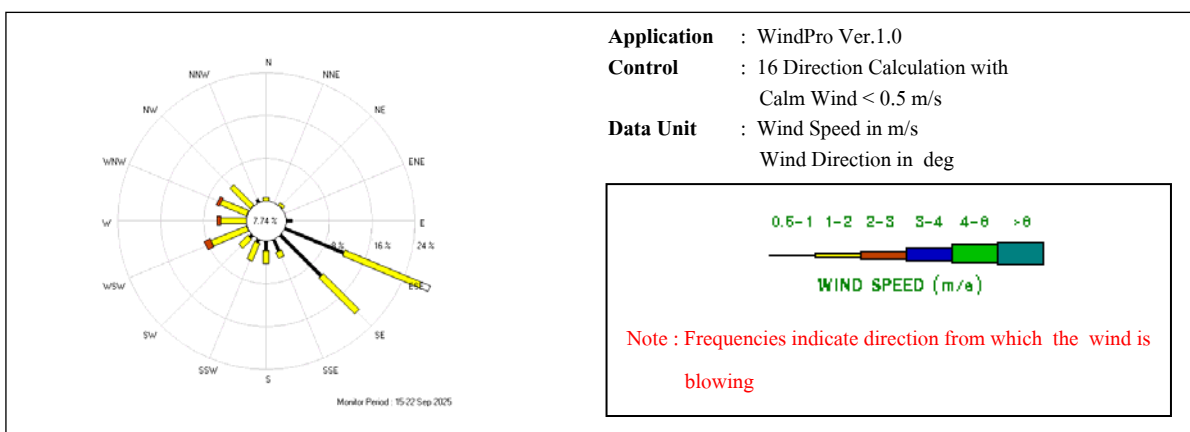 Application : WindPro Ver.1.0
Control : 16 Direction Calculation with
Calm Wind < 0.5 m/s
Data Unit : Wind Speed in m/s
Wind Direction in deg
N
NNW
NNE
NW
NE
WNW
ENE
W
7.74 %
E
8 %
16 %
24 %
WSW
ESE
SW
SE
SSW
SSE
S
Monitor Period : 15-22 Sep 2025
0.5-1 1-2 2-3 3-4 4-6 >6
WIND SPEED (m/s)
Note : Frequencies indicate direction from which the wind is
blowing